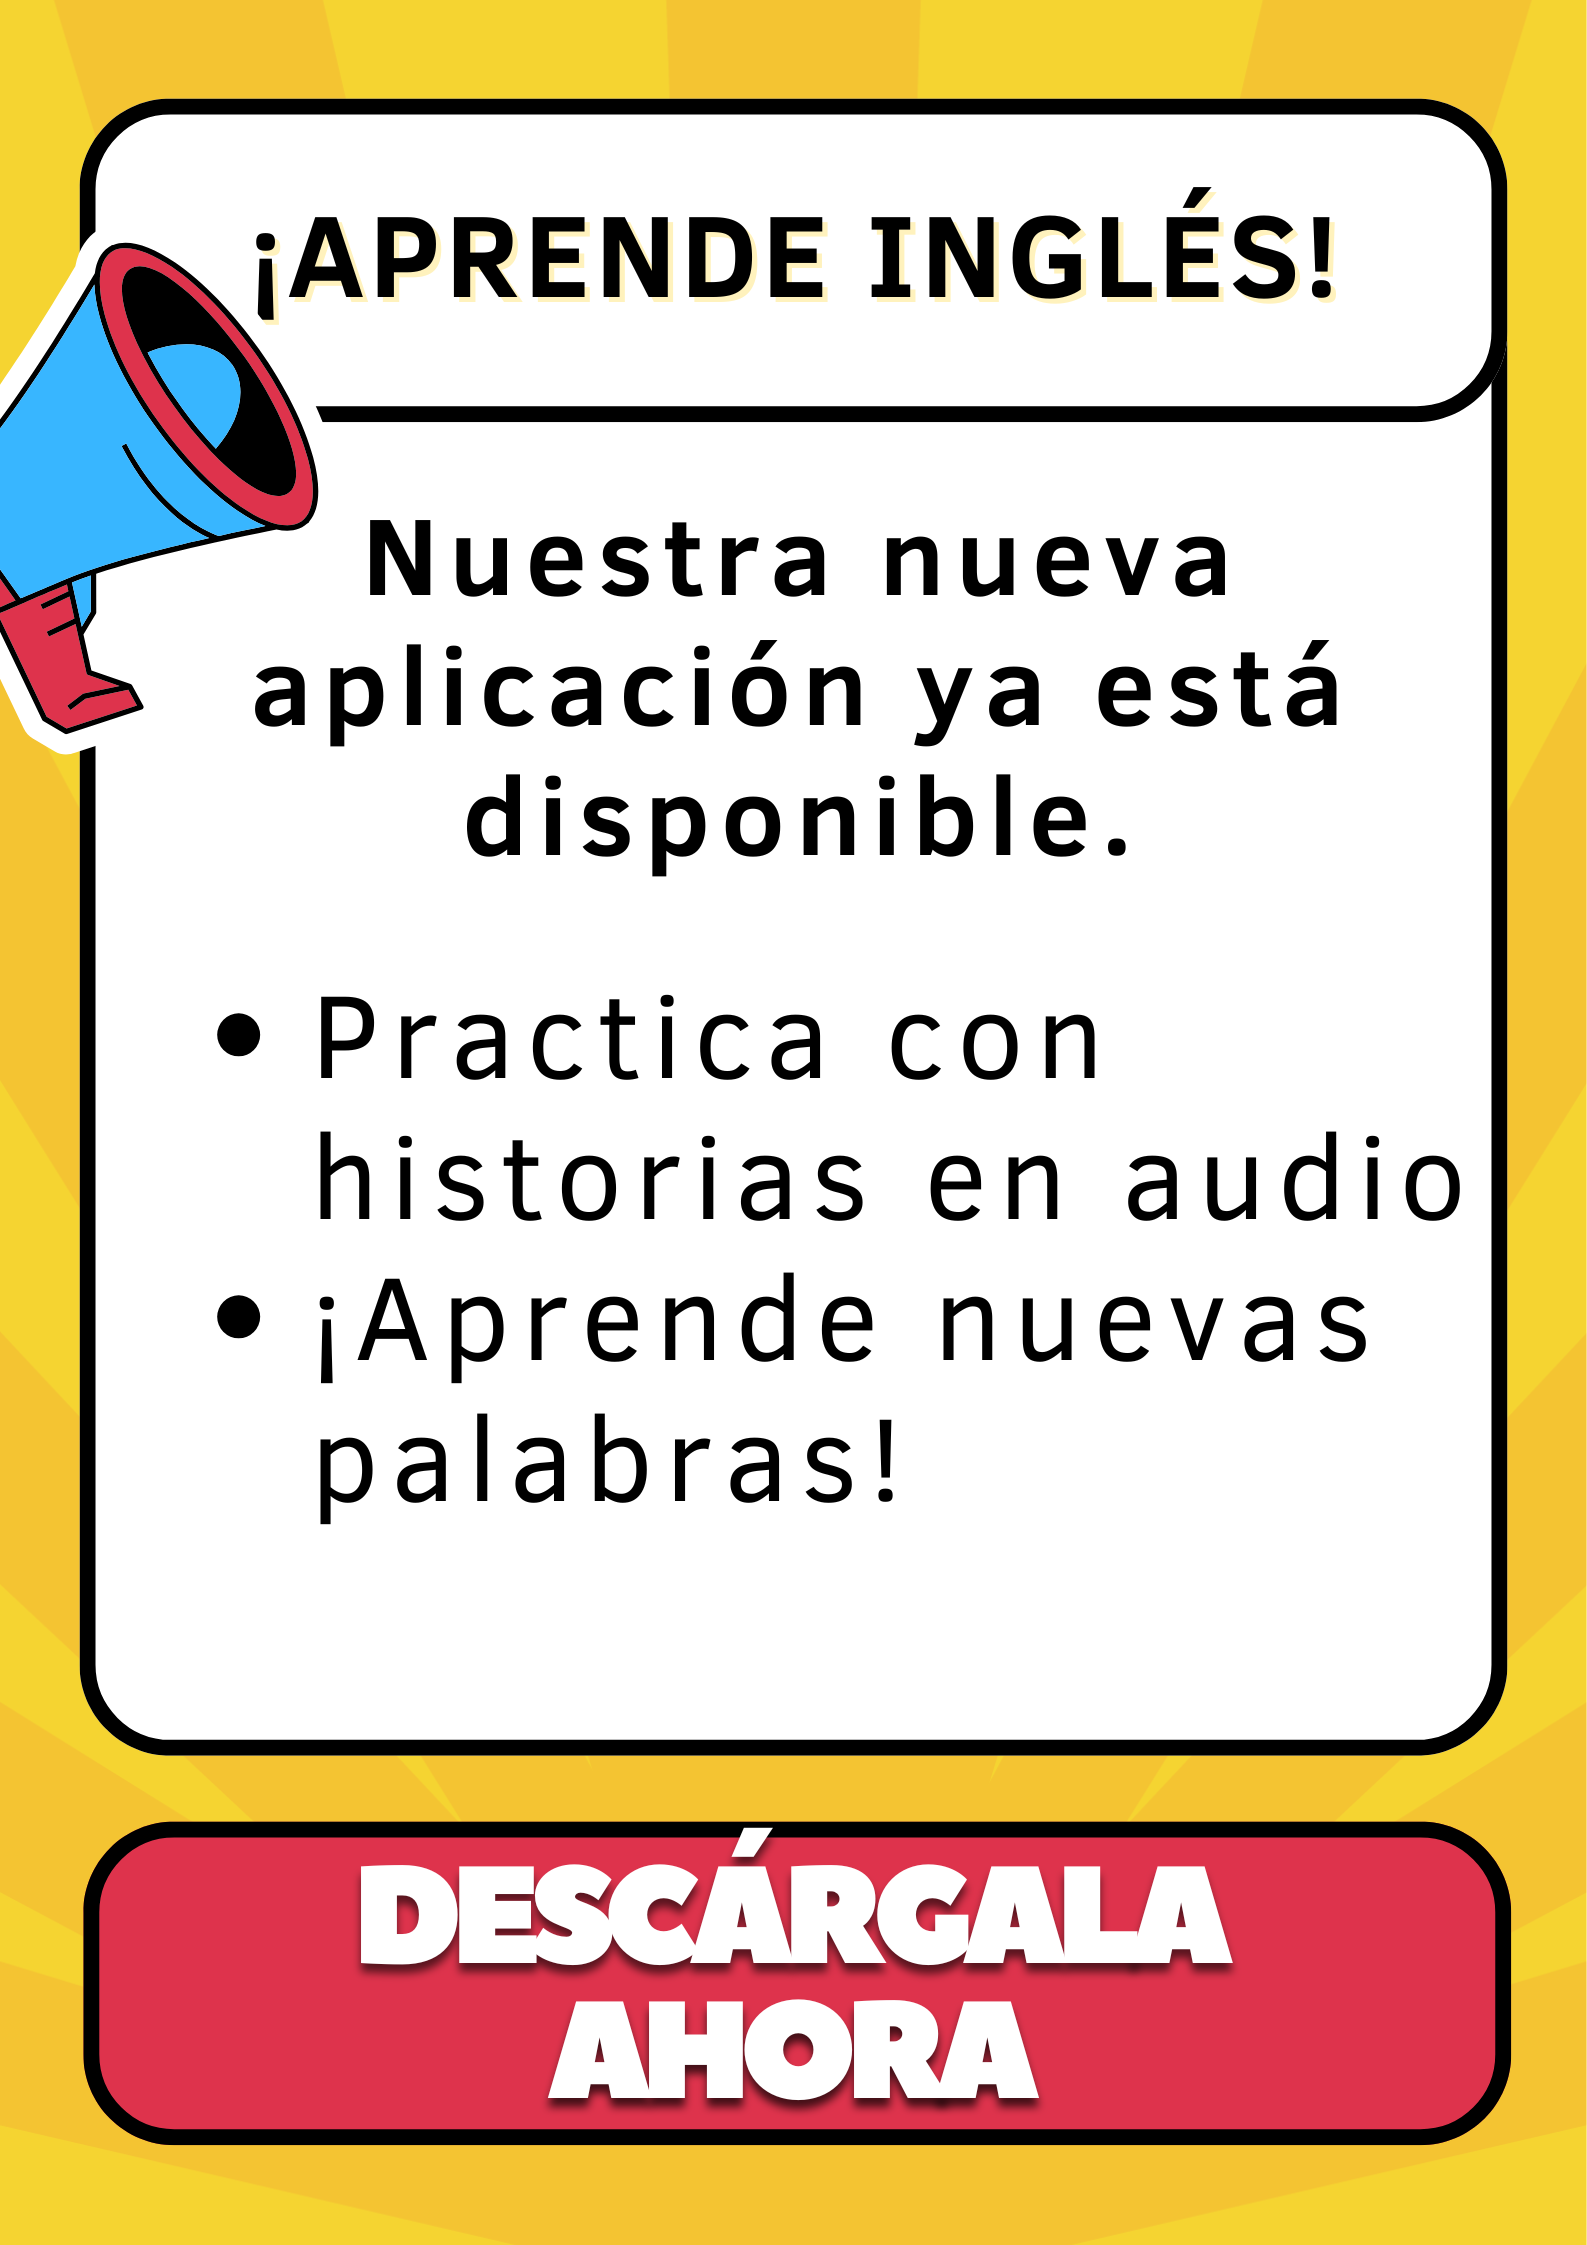 ¡APRENDE INGLÉS!
Nuestra nueva
aplicación ya está
disponible.
• Practica con
historias en audio
• ¡Aprende nuevas
palabras!
DESCÁRGALA
AHORA